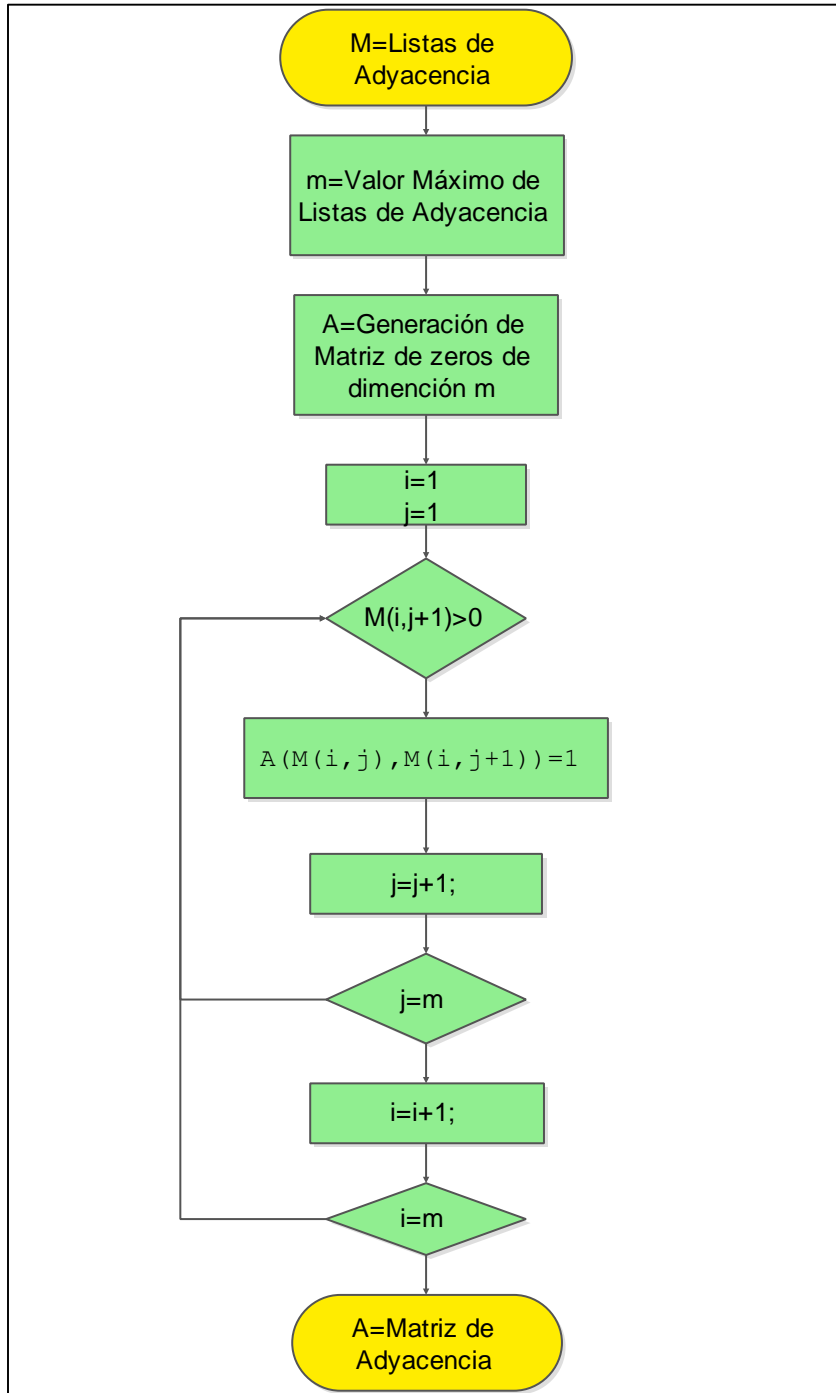 M=Listas de
Adyacencia
m=Valor Máximo de
Listas de Adyacencia
A=Generación de
Matriz de zeros de
dimención m
i=1
j=1
M(i,j+1)>0
A(M(i,j),M(i,j+1))=1
j=j+1;
j=m
i=i+1;
i=m
A=Matriz de
Adyacencia